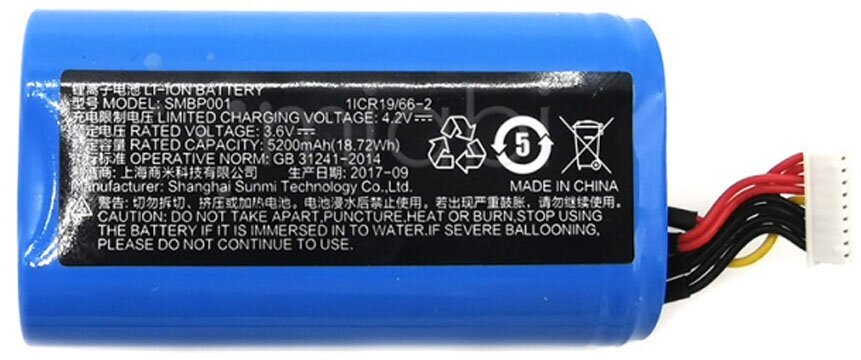 锂离子电池 LI-ION BATTERY
型号 MODEL: SMBP001 1ICR19/66-2
充电限制电压 LIMITED CHARGING VOLTAGE: 4.2V⎓
额定电压 RATED VOLTAGE: 3.6V⎓
额定容量 RATED CAPACITY: 5200mAh(18.72Wh)
执行标准 OPERATIVE NORM: GB 31241-2014
制造商:上海商米科技有限公司 生产日期: 2017-09
Manufacturer: Shanghai Sunmi Technology Co.,Ltd.
5
MADE IN CHINA
警告: 切勿拆切、挤压或加热电池。电池浸水后禁止使用。若出现严重鼓胀,请勿继续使用。
CAUTION: DO NOT TAKE APART,PUNCTURE,HEAT OR BURN,STOP USING
THE BATTERY IF IT IS IMMERSED IN TO WATER.IF SEVERE BALLOONING,
PLEASE DO NOT USE.